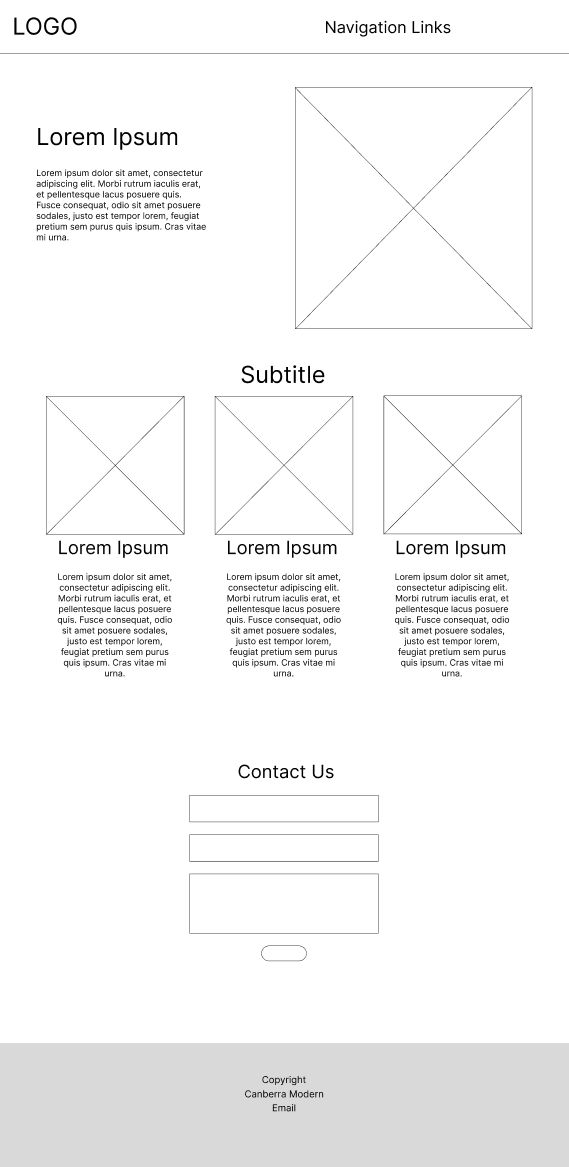 LOGO
Navigation Links
Lorem Ipsum
Lorem ipsum dolor sit amet, consectetur
adipiscing elit. Morbi rutrum iaculis erat,
et pellentesque lacus posuere quis.
Fusce consequat, odio sit amet posuere
sodales, justo est tempor lorem, feugiat
pretium sem purus quis ipsum. Cras vitae
mi urna.
Subtitle
Lorem Ipsum
Lorem ipsum dolor sit amet,
consectetur adipiscing elit.
Morbi rutrum iaculis erat, et
pellentesque lacus posuere
quis. Fusce consequat, odio
sit amet posuere sodales,
justo est tempor lorem,
feugiat pretium sem purus
quis ipsum. Cras vitae mi
urna.
Lorem Ipsum
Lorem ipsum dolor sit amet,
consectetur adipiscing elit.
Morbi rutrum iaculis erat, et
pellentesque lacus posuere
quis. Fusce consequat, odio
sit amet posuere sodales,
justo est tempor lorem,
feugiat pretium sem purus
quis ipsum. Cras vitae mi
urna.
Lorem Ipsum
Lorem ipsum dolor sit amet,
consectetur adipiscing elit.
Morbi rutrum iaculis erat, et
pellentesque lacus posuere
quis. Fusce consequat, odio
sit amet posuere sodales,
justo est tempor lorem,
feugiat pretium sem purus
quis ipsum. Cras vitae mi
urna.
Contact Us
Copyright
Canberra Modern
Email